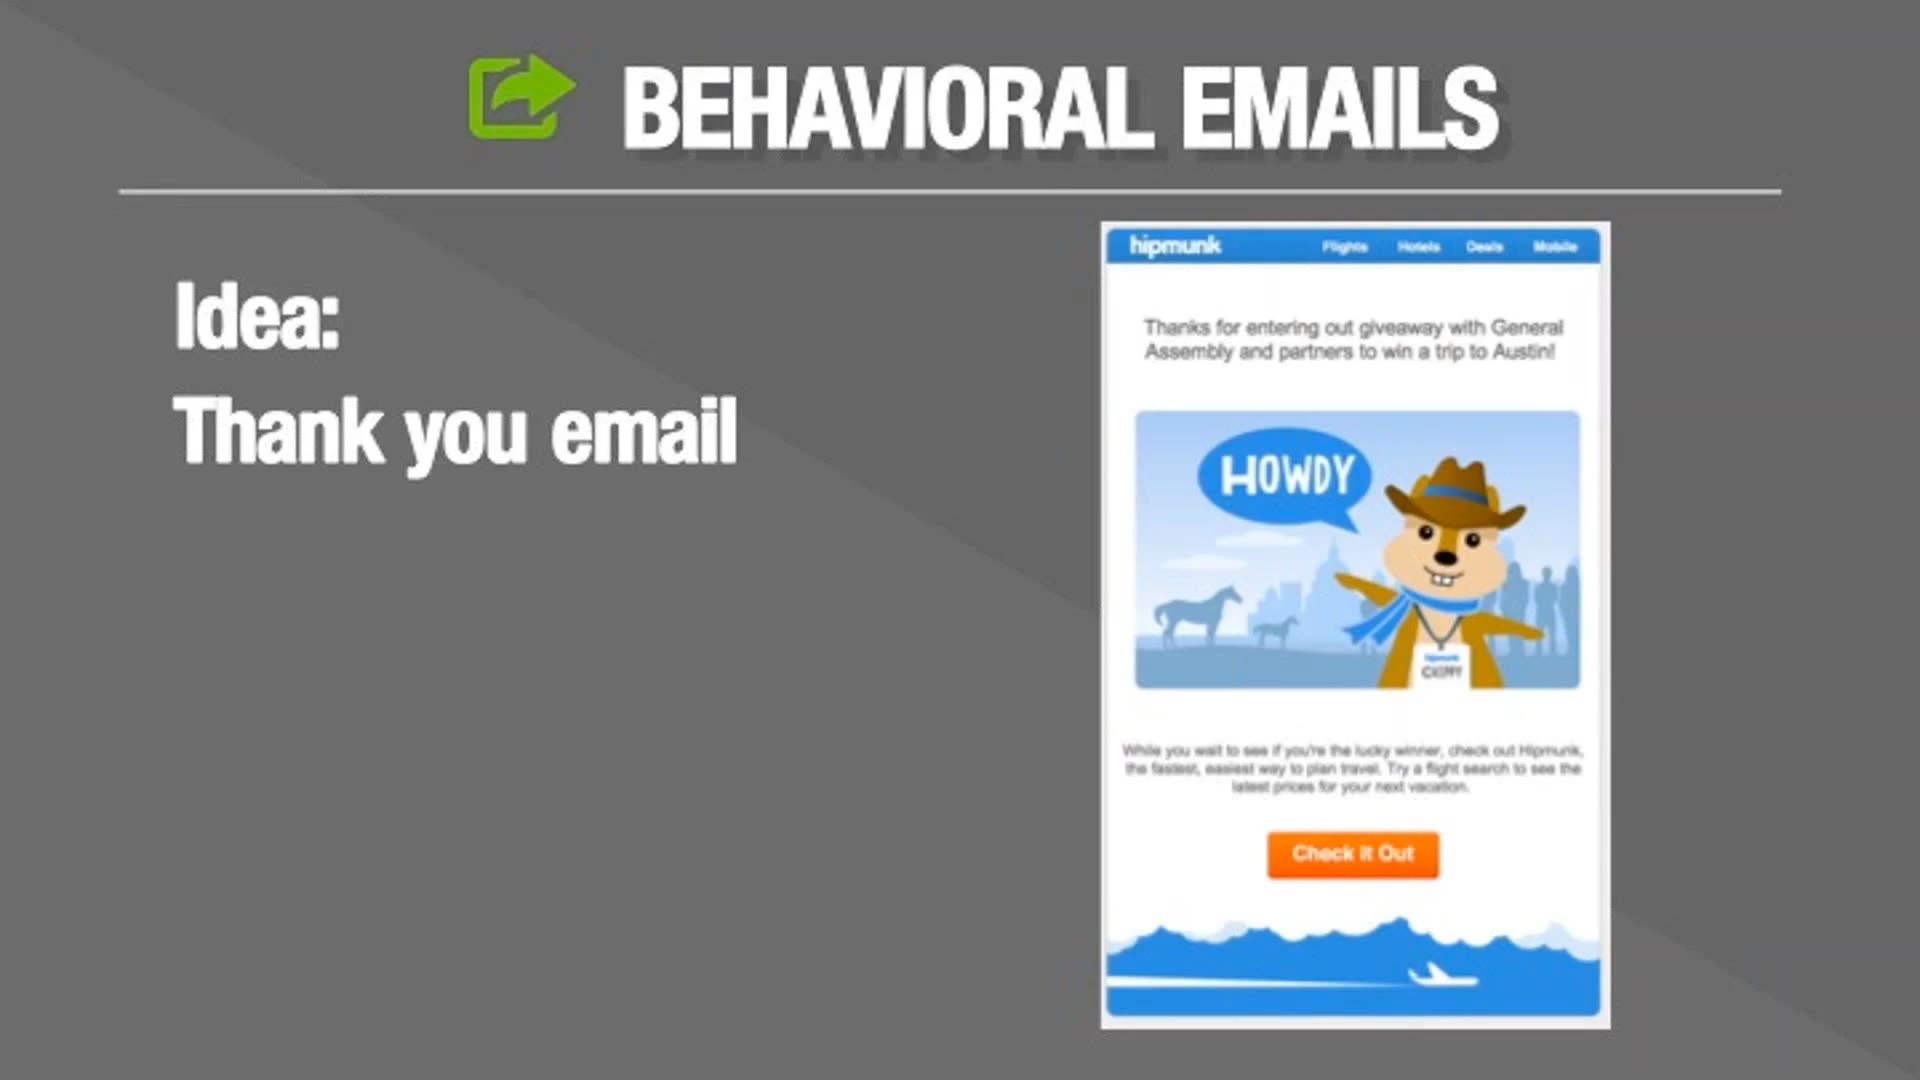 BEHAVIORAL EMAILS
Idea:
Thank you email
hipmunk
Flights Hotels Deals Mobile
Thanks for entering out giveaway with General
Assembly and partners to win a trip to Austin!
HOWDY
hipmunk
While you wait to see if you're the lucky winner, check out Hipmunk,
the fastest, easiest way to plan travel. Try a flight search to see the
latest prices for your next vacation.
Check It Out